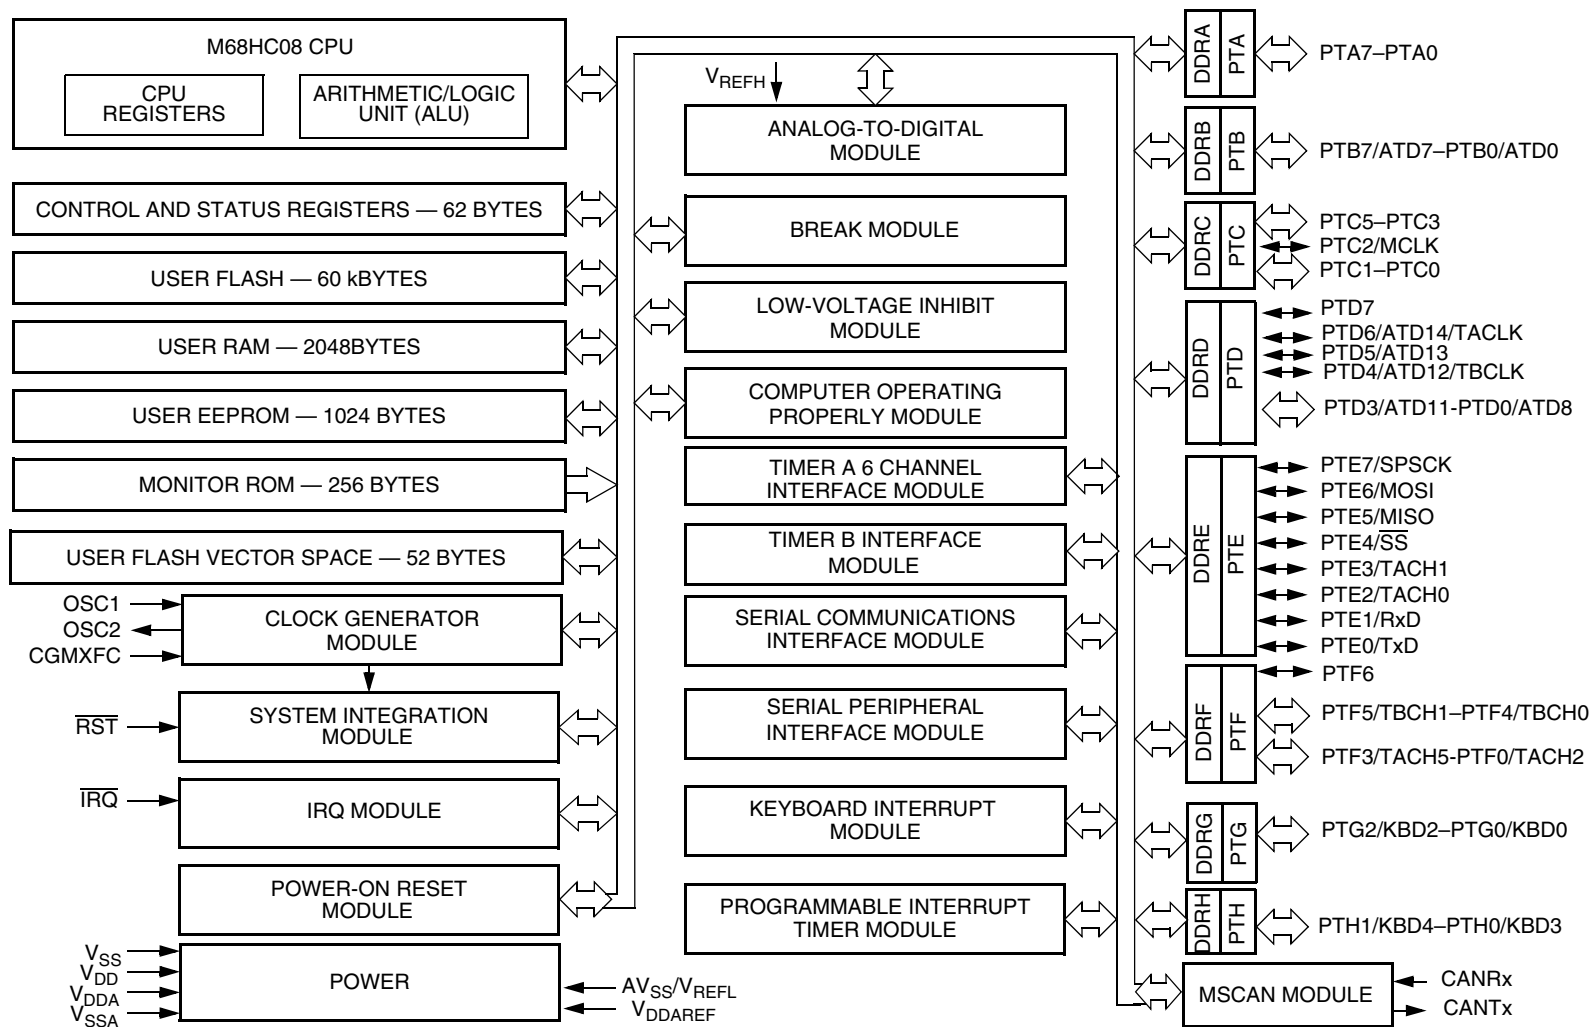 M68HC08 CPU
CPU
REGISTERS
ARITHMETIC/LOGIC
UNIT (ALU)
CONTROL AND STATUS REGISTERS — 62 BYTES
USER FLASH — 60 kBYTES
USER RAM — 2048BYTES
USER EEPROM — 1024 BYTES
MONITOR ROM — 256 BYTES
USER FLASH VECTOR SPACE — 52 BYTES
OSC1
OSC2
CGMXFC
CLOCK GENERATOR
MODULE
RST
SYSTEM INTEGRATION
MODULE
IRQ
IRQ MODULE
POWER-ON RESET
MODULE
VSS
VDD
VDDA
VSSA
POWER
AVSS/VREFL
VDDAREF
VREFH
ANALOG-TO-DIGITAL
MODULE
BREAK MODULE
LOW-VOLTAGE INHIBIT
MODULE
COMPUTER OPERATING
PROPERLY MODULE
TIMER A 6 CHANNEL
INTERFACE MODULE
TIMER B INTERFACE
MODULE
SERIAL COMMUNICATIONS
INTERFACE MODULE
SERIAL PERIPHERAL
INTERFACE MODULE
KEYBOARD INTERRUPT
MODULE
PROGRAMMABLE INTERRUPT
TIMER MODULE
DDRA
PTA
PTA7–PTA0
DDRB
PTB
PTB7/ATD7–PTB0/ATD0
DDRC
PTC
PTC5–PTC3
PTC2/MCLK
PTC1–PTC0
DDRD
PTD
PTD7
PTD6/ATD14/TACLK
PTD5/ATD13
PTD4/ATD12/TBCLK
PTD3/ATD11-PTD0/ATD8
DDRE
PTE
PTE7/SPSCK
PTE6/MOSI
PTE5/MISO
PTE4/SS
PTE3/TACH1
PTE2/TACH0
PTE1/RxD
PTE0/TxD
DDRF
PTF
PTF6
PTF5/TBCH1–PTF4/TBCH0
PTF3/TACH5-PTF0/TACH2
DDRG
PTG
PTG2/KBD2–PTG0/KBD0
DDRH
PTH
PTH1/KBD4–PTH0/KBD3
MSCAN MODULE
CANRx
CANTx